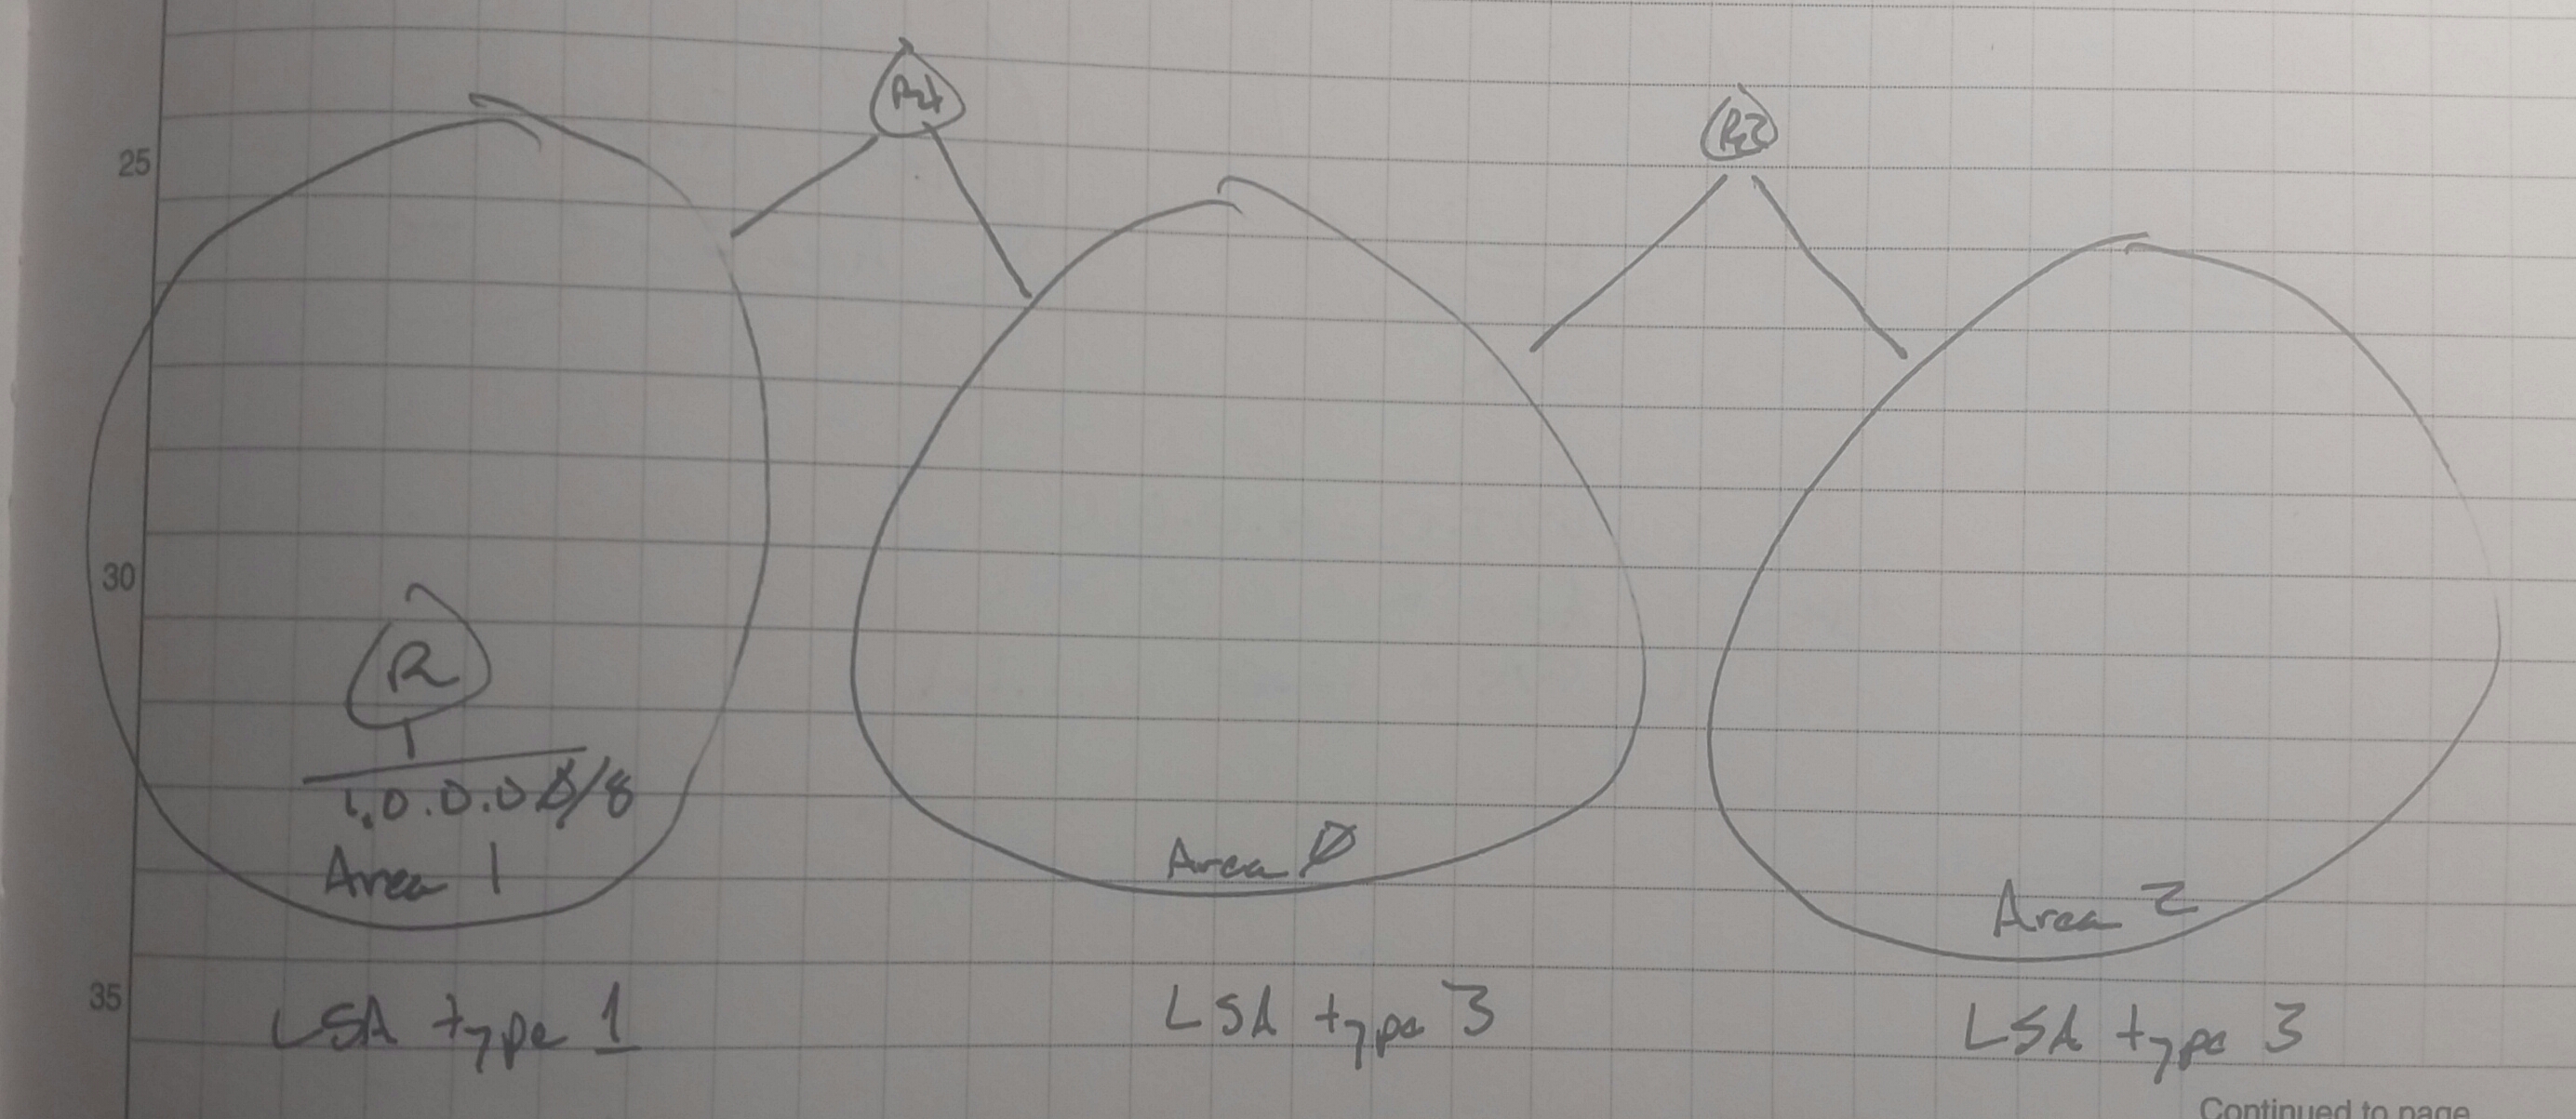 25
R1
R2
30
R
1.0.0.0/8
Area 1
Area Ø
Area 2
35
LSA type 1
LSA type 3
LSA type 3
Continued to page